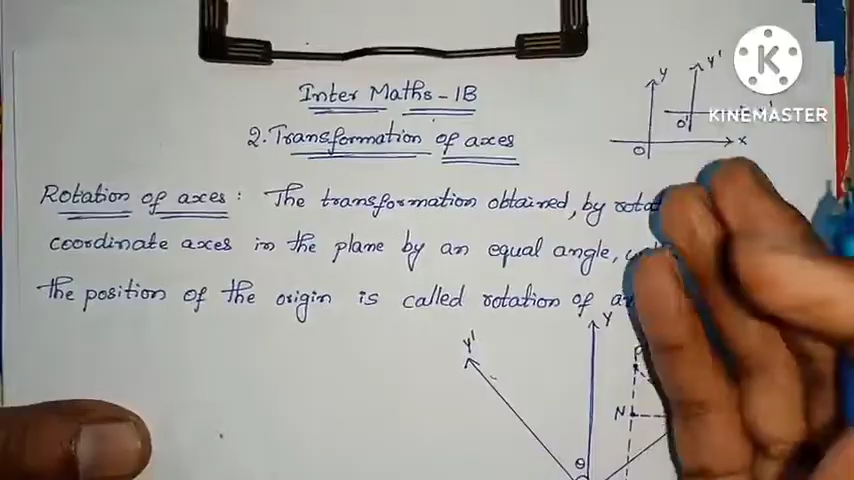 Inter Maths - 1B
2. Transformation of axes
Rotation of axes : The transformation obtained, by
coordinate axes in the plane by an equal angle,
the position of the origin is called rotation of
Y
Y'
O'
O
X
K
KINEMASTER
Y'
Y
P
N
θ